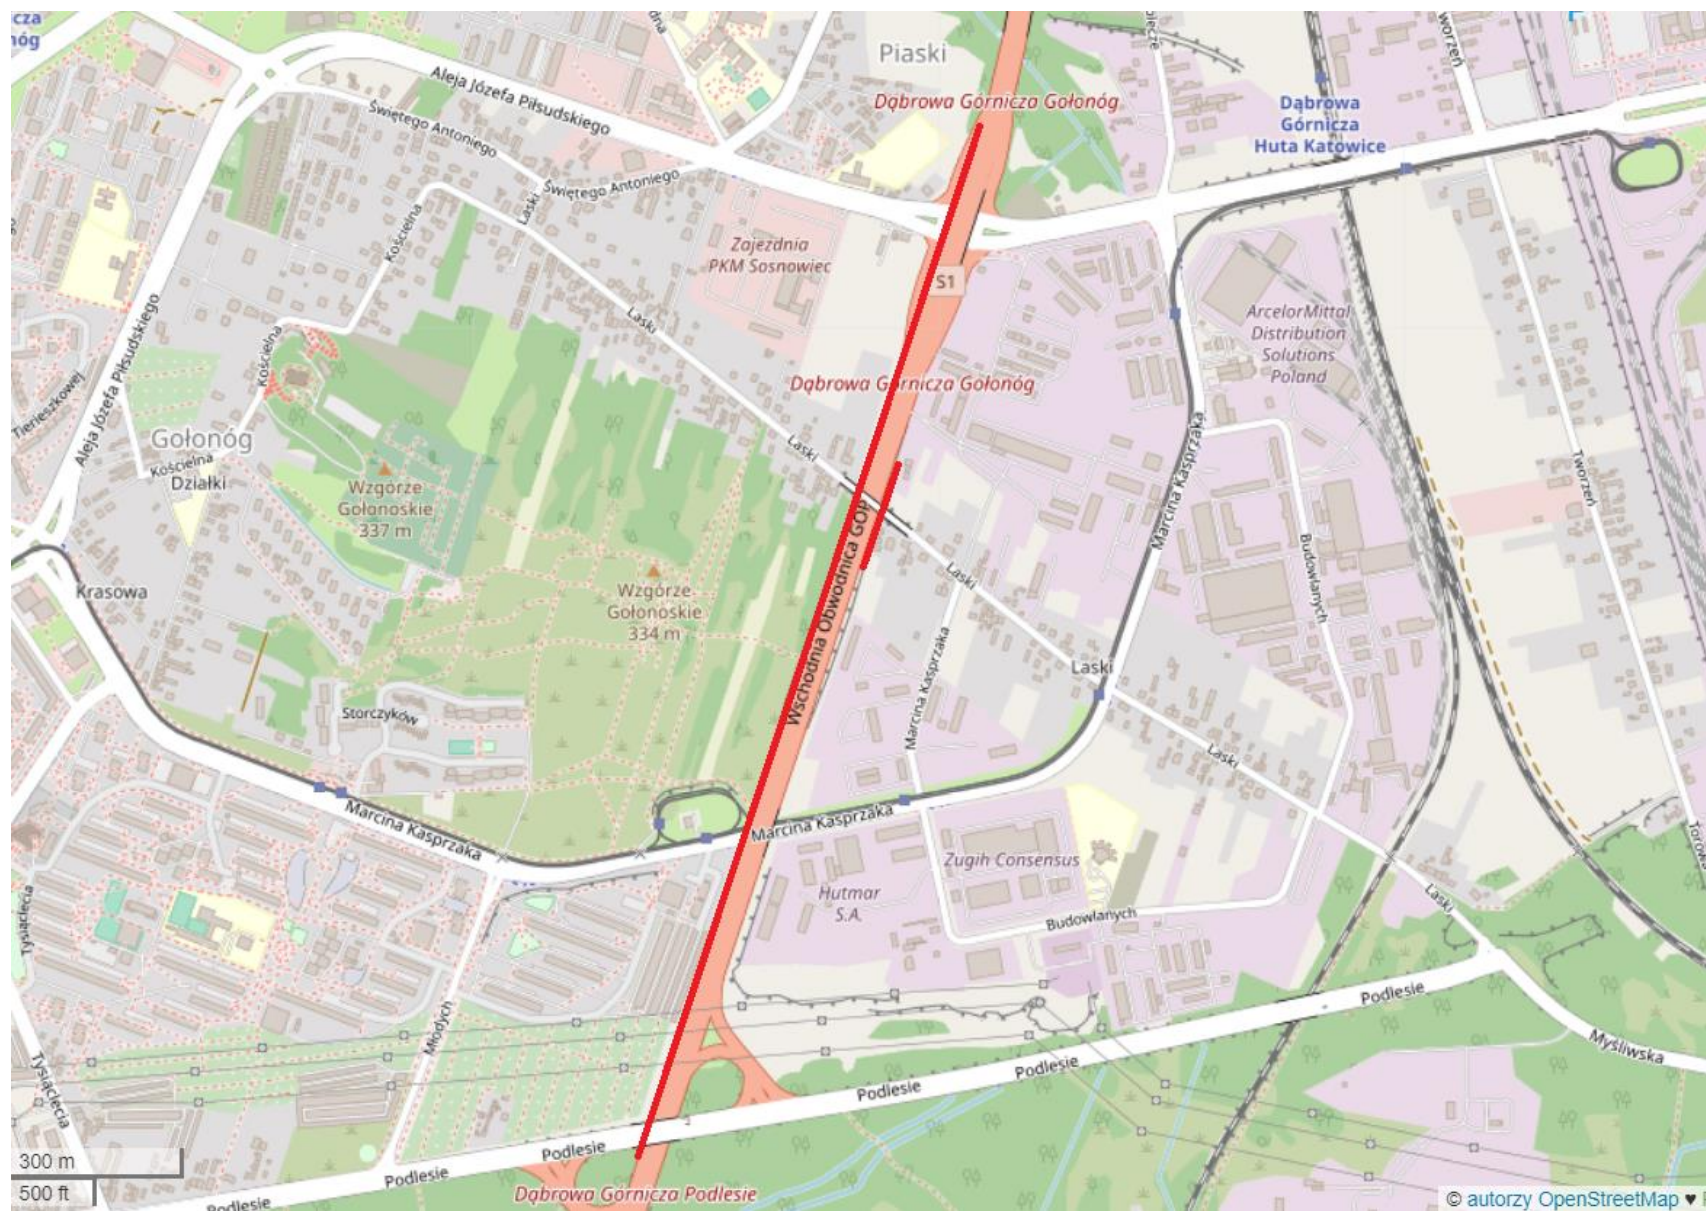 Piaski
Aleja Józefa Piłsudskiego
Dąbrowa Górnicza Gołonóg
Dąbrowa
Górnicza
Huta Katowice
Tworzeń
Świętego Antoniego
Świętego Antoniego
Laski
Kościelna
Zajezdnia
PKM Sosnowiec
S1
Laski
ArcelorMittal
Distribution
Solutions
Poland
Aleja Józefa Piłsudskiego
Kościelna
Dąbrowa Górnicza Gołonóg
Gołonóg
Kościelna
Działki
Laski
Marcina Kasprzaka
Tworzeń
Wzgórze
Gołonoskie
337 m
Wschodnia Obwodnica GOP
Laski
Budowlanych
Krasowa
Wzgórze
Gołonoskie
334 m
Marcina Kasprzaka
Laski
Storczyków
Laski
Marcina Kasprzaka
Marcina Kasprzaka
Zugih Consensus
Hutmar
S.A.
Budowlanych
Laski
Tysiąclecia
Młodych
Podlesie
Myśliwska
Tysiąclecia
Podlesie
Podlesie
Podlesie
Podlesie
Podlesie
Dąbrowa Górnicza Podlesie
300 m
500 ft
© autorzy OpenStreetMap ♥